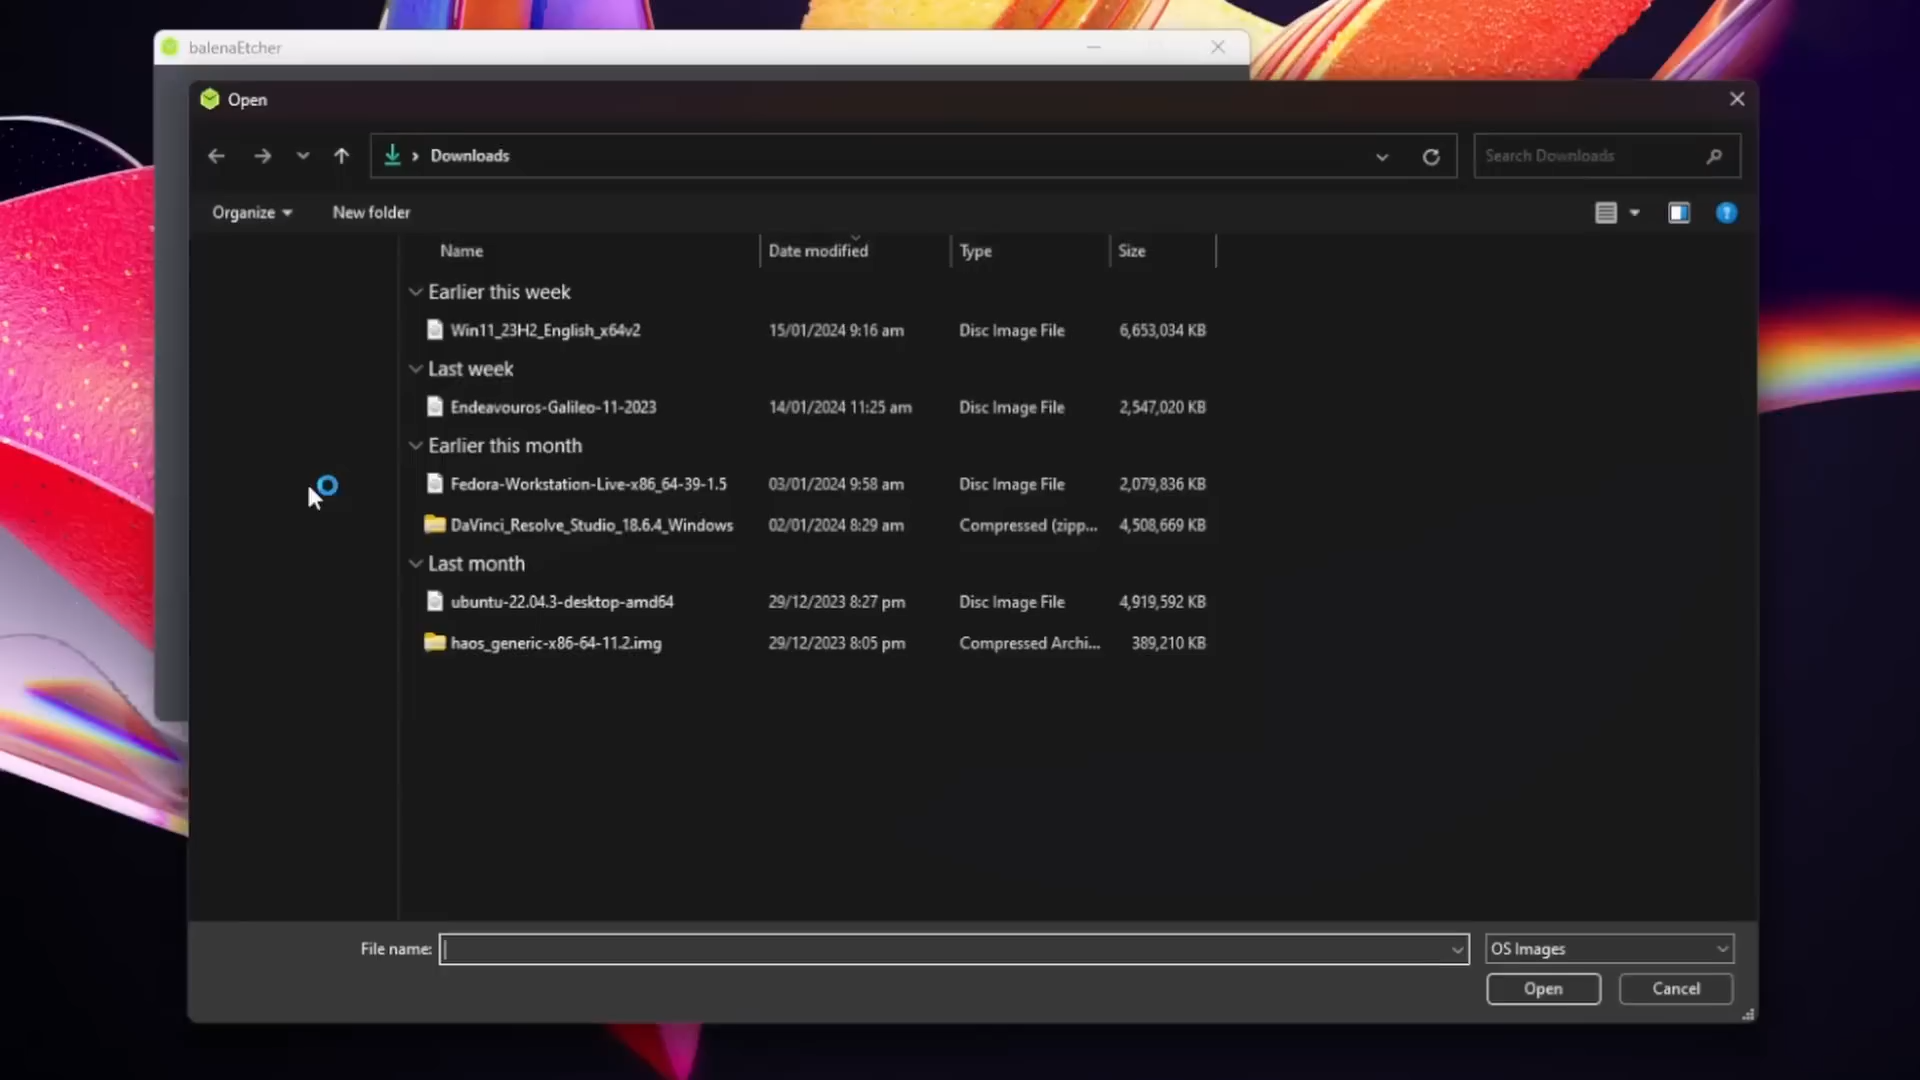 balenaEtcher
Open
Downloads
Search Downloads
Organize
New folder
Name Date modified Type Size
Earlier this week
Win11_23H2_English_x64v2 15/01/2024 9:16 am Disc Image File 6,653,034 KB
Last week
Endeavouros-Galileo-11-2023 14/01/2024 11:25 am Disc Image File 2,547,020 KB
Earlier this month
Fedora-Workstation-Live-x86_64-39-1.5 03/01/2024 9:58 am Disc Image File 2,079,836 KB
DaVinci_Resolve_Studio_18.6.4_Windows 02/01/2024 8:29 am Compressed (zipp... 4,508,669 KB
Last month
ubuntu-22.04.3-desktop-amd64 29/12/2023 8:27 pm Disc Image File 4,919,592 KB
haos_generic-x86-64-11.2.img 29/12/2023 8:05 pm Compressed Archi... 389,210 KB
File name:
OS Images
Open Cancel